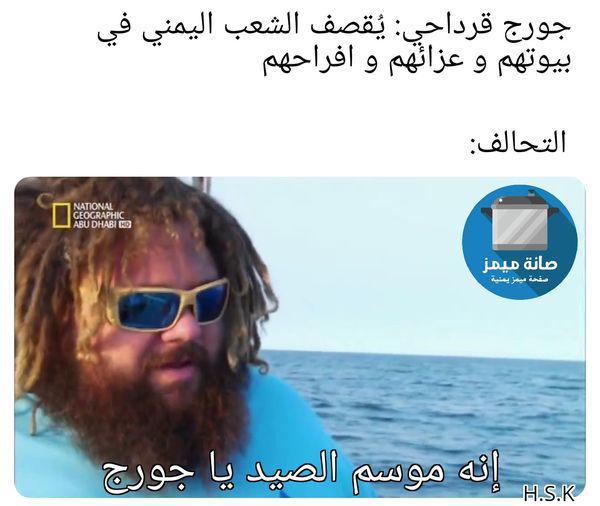 جورج قرداحي: يُقصف الشعب اليمني في
بيوتهم و عزائهم و افراحهم
التحالف:
NATIONAL
GEOGRAPHIC
ABU DHABI HD
صانة ميمز
صفحة ميمز يمنية
إنه موسم الصيد يا جورج
H.S.K